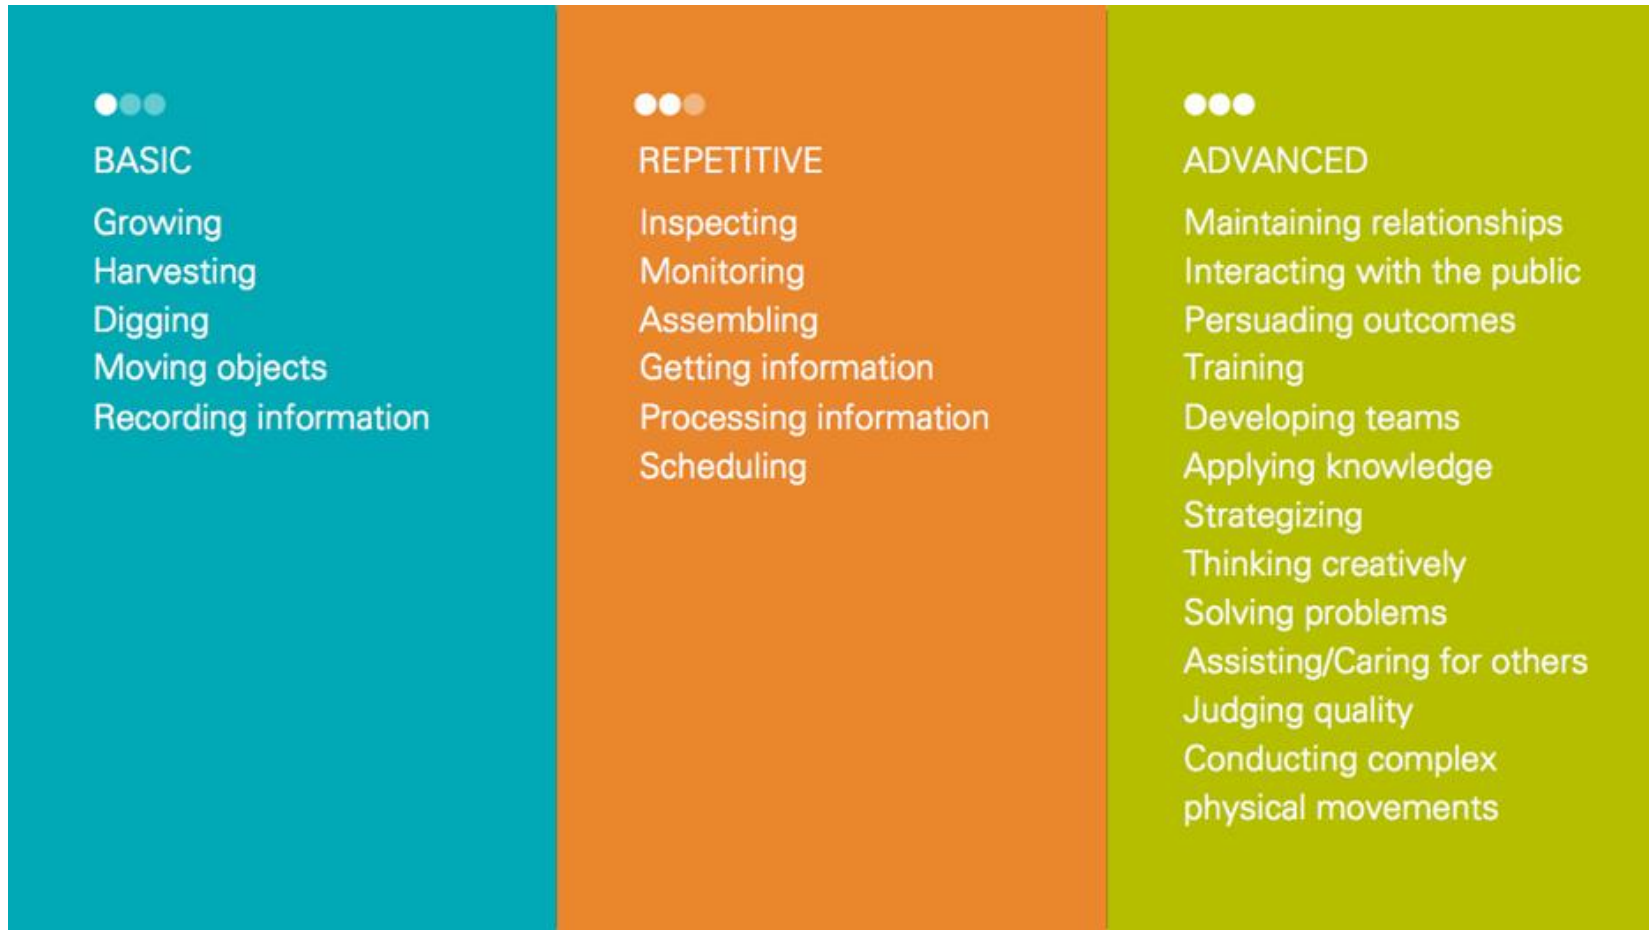 BASIC
Growing
Harvesting
Digging
Moving objects
Recording information
REPETITIVE
Inspecting
Monitoring
Assembling
Getting information
Processing information
Scheduling
ADVANCED
Maintaining relationships
Interacting with the public
Persuading outcomes
Training
Developing teams
Applying knowledge
Strategizing
Thinking creatively
Solving problems
Assisting/Caring for others
Judging quality
Conducting complex
physical movements